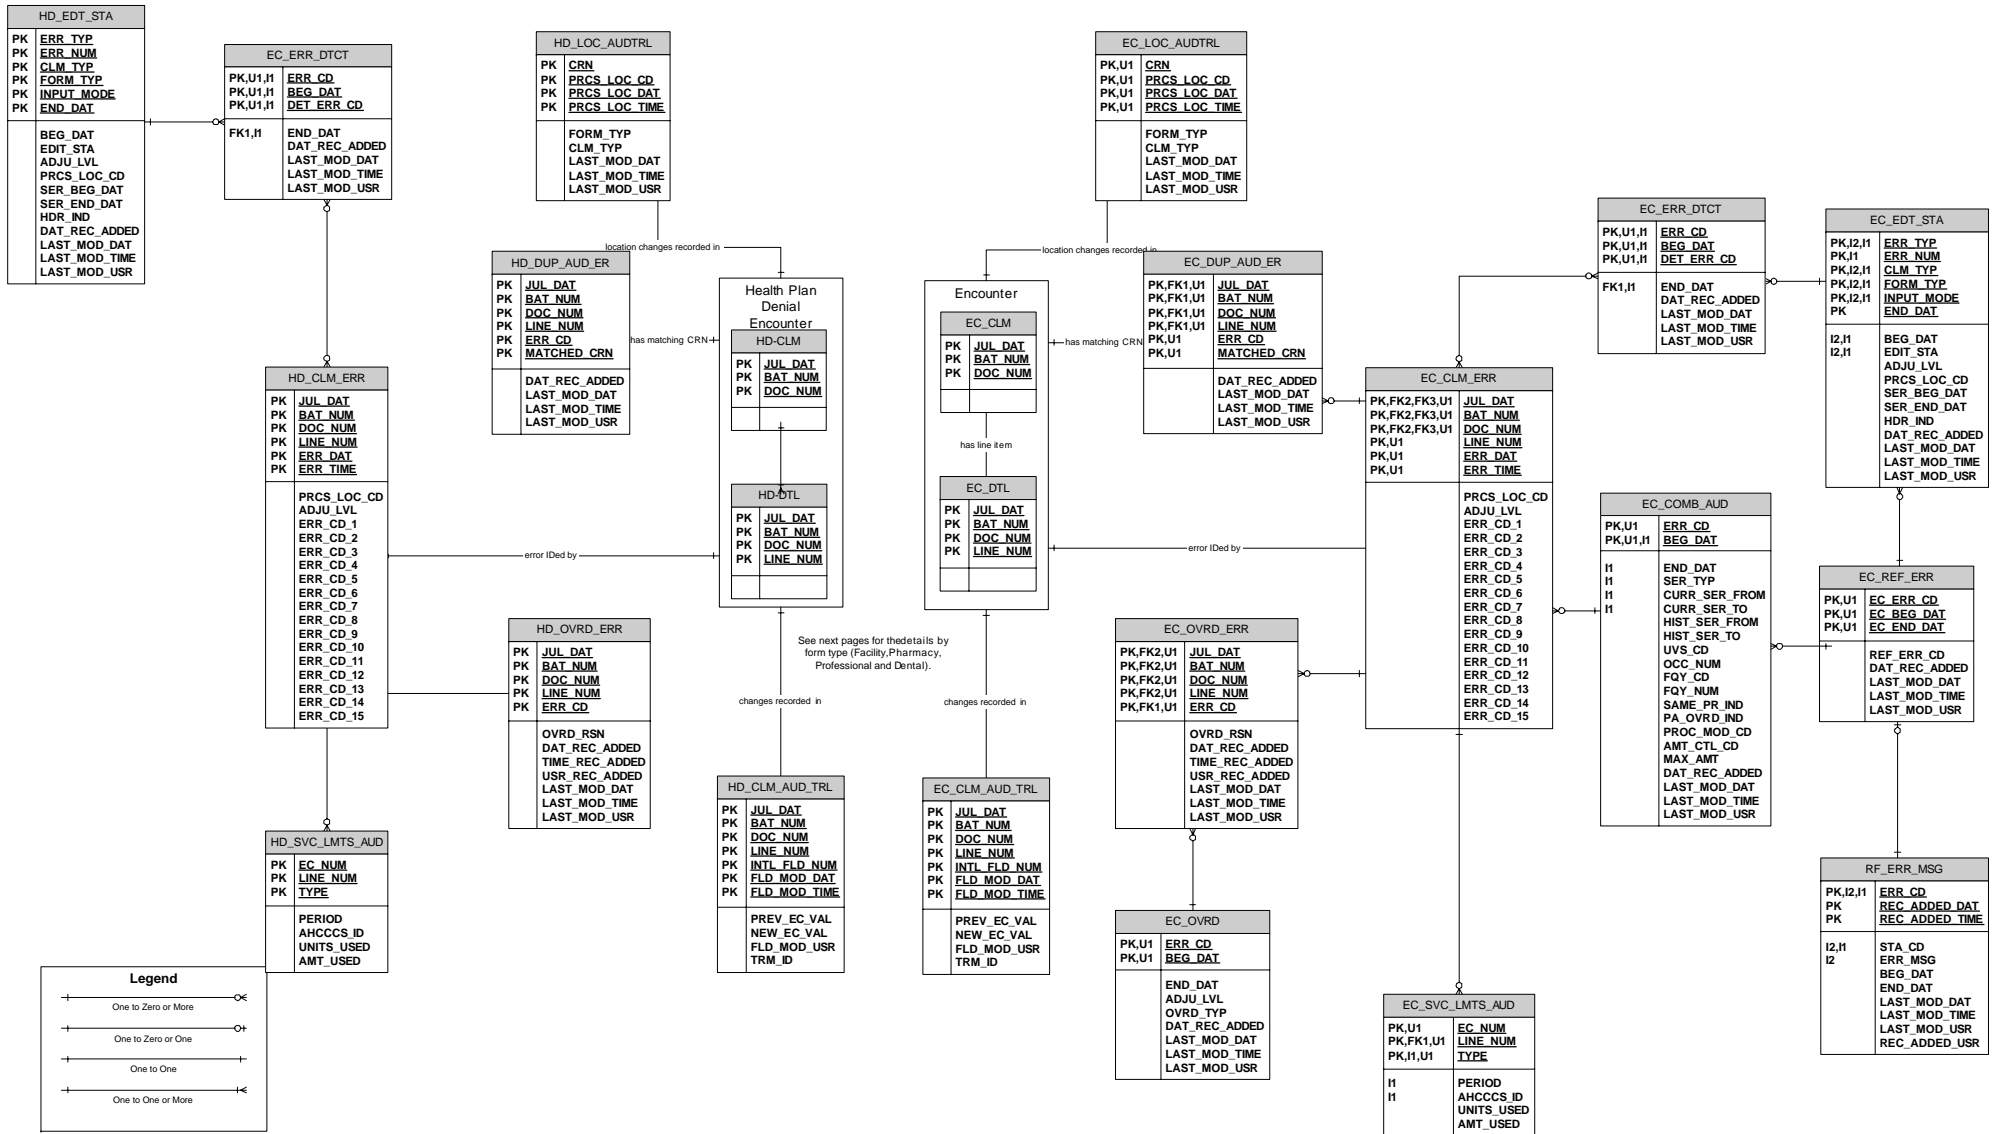 HD_EDT_STA
PK ERR_TYP
PK ERR_NUM
PK CLM_TYP
PK FORM_TYP
PK INPUT_MODE
PK END_DAT
BEG_DAT
EDIT_STA
ADJU_LVL
PRCS_LOC_CD
SER_BEG_DAT
SER_END_DAT
HDR_IND
DAT_REC_ADDED
LAST_MOD_DAT
LAST_MOD_TIME
LAST_MOD_USR
EC_ERR_DTCT
PK,U1,I1 ERR_CD
PK,U1,I1 BEG_DAT
PK,U1,I1 DET_ERR_CD
FK1,I1 END_DAT
DAT_REC_ADDED
LAST_MOD_DAT
LAST_MOD_TIME
LAST_MOD_USR
HD_CLM_ERR
PK JUL_DAT
PK BAT_NUM
PK DOC_NUM
PK LINE_NUM
PK ERR_DAT
PK ERR_TIME
PRCS_LOC_CD
ADJU_LVL
ERR_CD_1
ERR_CD_2
ERR_CD_3
ERR_CD_4
ERR_CD_5
ERR_CD_6
ERR_CD_7
ERR_CD_8
ERR_CD_9
ERR_CD_10
ERR_CD_11
ERR_CD_12
ERR_CD_13
ERR_CD_14
ERR_CD_15
HD_SVC_LMTS_AUD
PK EC_NUM
PK LINE_NUM
PK TYPE
PERIOD
AHCCCS_ID
UNITS_USED
AMT_USED
Legend
One to Zero or More
One to Zero or One
One to One
One to One or More
HD_LOC_AUDTRL
PK CRN
PK PRCS_LOC_CD
PK PRCS_LOC_DAT
PK PRCS_LOC_TIME
FORM_TYP
CLM_TYP
LAST_MOD_DAT
LAST_MOD_TIME
LAST_MOD_USR
location changes recorded in
HD_DUP_AUD_ER
PK JUL_DAT
PK BAT_NUM
PK DOC_NUM
PK LINE_NUM
PK ERR_CD
PK MATCHED_CRN
DAT_REC_ADDED
LAST_MOD_DAT
LAST_MOD_TIME
LAST_MOD_USR
has matching CRN
Health Plan
Denial
Encounter
HD-CLM
PK JUL_DAT
PK BAT_NUM
PK DOC_NUM
HD-DTL
PK JUL_DAT
PK BAT_NUM
PK DOC_NUM
PK LINE_NUM
error IDed by
HD_OVRD_ERR
PK JUL_DAT
PK BAT_NUM
PK DOC_NUM
PK LINE_NUM
PK ERR_CD
OVRD_RSN
DAT_REC_ADDED
TIME_REC_ADDED
USR_REC_ADDED
LAST_MOD_DAT
LAST_MOD_TIME
LAST_MOD_USR
See next pages for thedetails by
form type (Facility,Pharmacy,
Professional and Dental).
changes recorded in
HD_CLM_AUD_TRL
PK JUL_DAT
PK BAT_NUM
PK DOC_NUM
PK LINE_NUM
PK INTL_FLD_NUM
PK FLD_MOD_DAT
PK FLD_MOD_TIME
PREV_EC_VAL
NEW_EC_VAL
FLD_MOD_USR
TRM_ID
EC_LOC_AUDTRL
PK,U1 CRN
PK,U1 PRCS_LOC_CD
PK,U1 PRCS_LOC_DAT
PK,U1 PRCS_LOC_TIME
FORM_TYP
CLM_TYP
LAST_MOD_DAT
LAST_MOD_TIME
LAST_MOD_USR
location changes recorded in
Encounter
EC_CLM
PK JUL_DAT
PK BAT_NUM
PK DOC_NUM
has line item
EC_DTL
PK JUL_DAT
PK BAT_NUM
PK DOC_NUM
PK LINE_NUM
has matching CRN
EC_DUP_AUD_ER
PK,FK1,U1 JUL_DAT
PK,FK1,U1 BAT_NUM
PK,FK1,U1 DOC_NUM
PK,FK1,U1 LINE_NUM
PK,U1 ERR_CD
PK,U1 MATCHED_CRN
DAT_REC_ADDED
LAST_MOD_DAT
LAST_MOD_TIME
LAST_MOD_USR
error IDed by
changes recorded in
EC_CLM_AUD_TRL
PK JUL_DAT
PK BAT_NUM
PK DOC_NUM
PK LINE_NUM
PK INTL_FLD_NUM
PK FLD_MOD_DAT
PK FLD_MOD_TIME
PREV_EC_VAL
NEW_EC_VAL
FLD_MOD_USR
TRM_ID
EC_OVRD_ERR
PK,FK2,U1 JUL_DAT
PK,FK2,U1 BAT_NUM
PK,FK2,U1 DOC_NUM
PK,FK2,U1 LINE_NUM
PK,FK1,U1 ERR_CD
OVRD_RSN
DAT_REC_ADDED
TIME_REC_ADDED
USR_REC_ADDED
LAST_MOD_DAT
LAST_MOD_TIME
LAST_MOD_USR
EC_OVRD
PK,U1 ERR_CD
PK,U1 BEG_DAT
END_DAT
ADJU_LVL
OVRD_TYP
DAT_REC_ADDED
LAST_MOD_DAT
LAST_MOD_TIME
LAST_MOD_USR
EC_CLM_ERR
PK,FK2,FK3,U1 JUL_DAT
PK,FK2,FK3,U1 BAT_NUM
PK,FK2,FK3,U1 DOC_NUM
PK,U1 LINE_NUM
PK,U1 ERR_DAT
PK,U1 ERR_TIME
PRCS_LOC_CD
ADJU_LVL
ERR_CD_1
ERR_CD_2
ERR_CD_3
ERR_CD_4
ERR_CD_5
ERR_CD_6
ERR_CD_7
ERR_CD_8
ERR_CD_9
ERR_CD_10
ERR_CD_11
ERR_CD_12
ERR_CD_13
ERR_CD_14
ERR_CD_15
EC_SVC_LMTS_AUD
PK,U1 EC_NUM
PK,FK1,U1 LINE_NUM
PK,I1,U1 TYPE
I1 PERIOD
I1 AHCCCS_ID
UNITS_USED
AMT_USED
EC_ERR_DTCT
PK,U1,I1 ERR_CD
PK,U1,I1 BEG_DAT
PK,U1,I1 DET_ERR_CD
FK1,I1 END_DAT
DAT_REC_ADDED
LAST_MOD_DAT
LAST_MOD_TIME
LAST_MOD_USR
EC_COMB_AUD
PK,U1 ERR_CD
PK,U1,I1 BEG_DAT
I1 END_DAT
I1 SER_TYP
I1 CURR_SER_FROM
I1 CURR_SER_TO
HIST_SER_FROM
HIST_SER_TO
UVS_CD
OCC_NUM
FQY_CD
FQY_NUM
SAME_PR_IND
PA_OVRD_IND
PROC_MOD_CD
AMT_CTL_CD
MAX_AMT
DAT_REC_ADDED
LAST_MOD_DAT
LAST_MOD_TIME
LAST_MOD_USR
EC_EDT_STA
PK,I2,I1 ERR_TYP
PK,I1 ERR_NUM
PK,I2,I1 CLM_TYP
PK,I2,I1 FORM_TYP
PK,I2,I1 INPUT_MODE
PK END_DAT
I2,I1 BEG_DAT
I2,I1 EDIT_STA
ADJU_LVL
PRCS_LOC_CD
SER_BEG_DAT
SER_END_DAT
HDR_IND
DAT_REC_ADDED
LAST_MOD_DAT
LAST_MOD_TIME
LAST_MOD_USR
EC_REF_ERR
PK,U1 EC_ERR_CD
PK,U1 EC_BEG_DAT
PK,U1 EC_END_DAT
REF_ERR_CD
DAT_REC_ADDED
LAST_MOD_DAT
LAST_MOD_TIME
LAST_MOD_USR
RF_ERR_MSG
PK,I2,I1 ERR_CD
PK REC_ADDED_DAT
PK REC_ADDED_TIME
I2,I1 STA_CD
I2 ERR_MSG
BEG_DAT
END_DAT
LAST_MOD_DAT
LAST_MOD_TIME
LAST_MOD_USR
REC_ADDED_USR